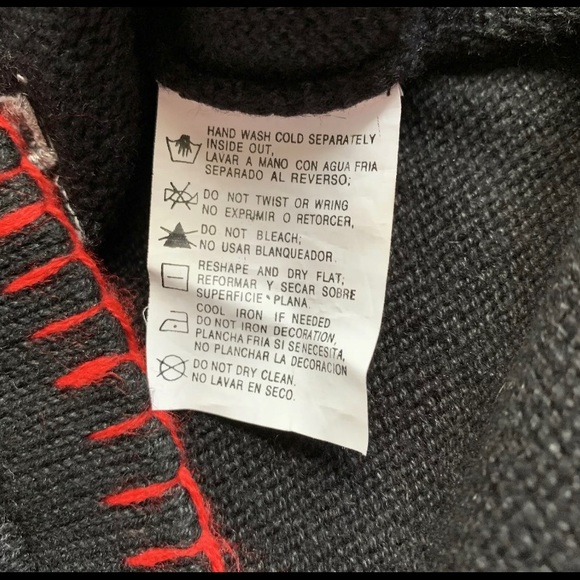 HAND WASH COLD SEPARATELY
INSIDE OUT,
LAVAR A MANO CON AGUA FRIA
SEPARADO AL REVERSO;
DO NOT TWIST OR WRING
NO EXPRIMIR O RETORCER,
DO NOT BLEACH;
NO USAR BLANQUEADOR.
RESHAPE AND DRY FLAT;
REFORMAR Y SECAR SOBRE
SUPERFICIE PLANA
COOL IRON IF NEEDED
DO NOT IRON DECORATION,
PLANCHA FRIA SI SE NECESITA,
NO PLANCHAR LA DECORACION
DO NOT DRY CLEAN.
NO LAVAR EN SECO.